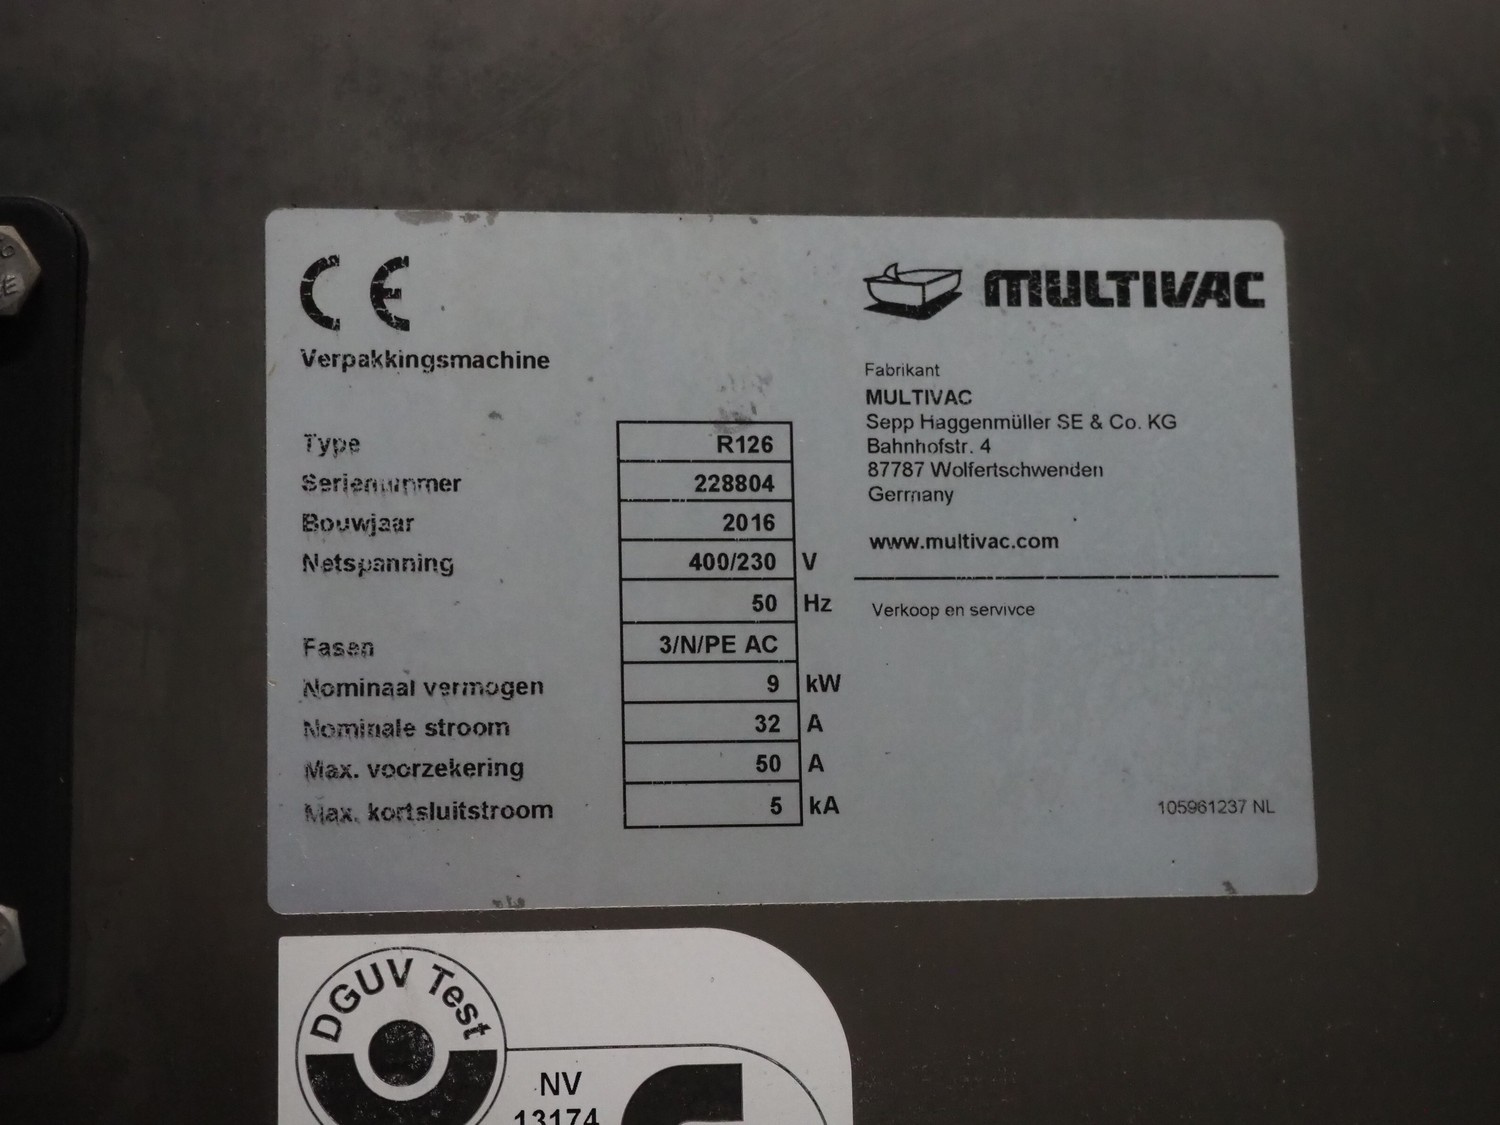 CE
Verpakkingsmachine
Type R126
Serienummer 228804
Bouwjaar 2016
Netspanning 400/230 V
50 Hz
Fasen 3/N/PE AC
Nominaal vermogen 9 kW
Nominale stroom 32 A
Max. voorzekering 50 A
Max. kortsluitstroom 5 kA
MULTIVAC
Fabrikant
MULTIVAC
Sepp Haggenmüller SE & Co. KG
Bahnhofstr. 4
87787 Wolfertschwenden
Germany
www.multivac.com
Verkoop en servivce
105961237 NL
DGUV Test
NV
13174